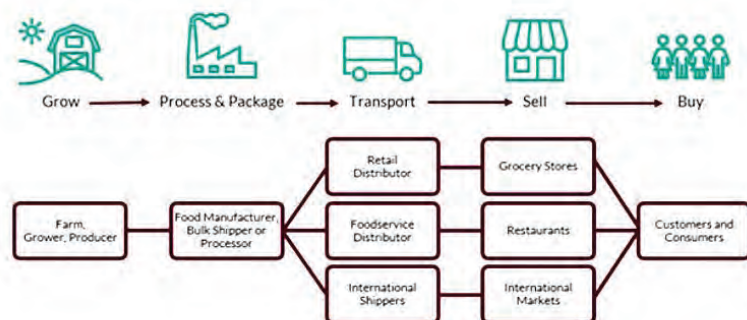 Grow
Process & Package
Transport
Sell
Buy
Retail
Distributor
Grocery Stores
Farm,
Grower, Producer
Food Manufacturer,
Bulk Shipper or
Processor
Foodservice
Distributor
Restaurants
Customers and
Consumers
International
Shippers
International
Markets